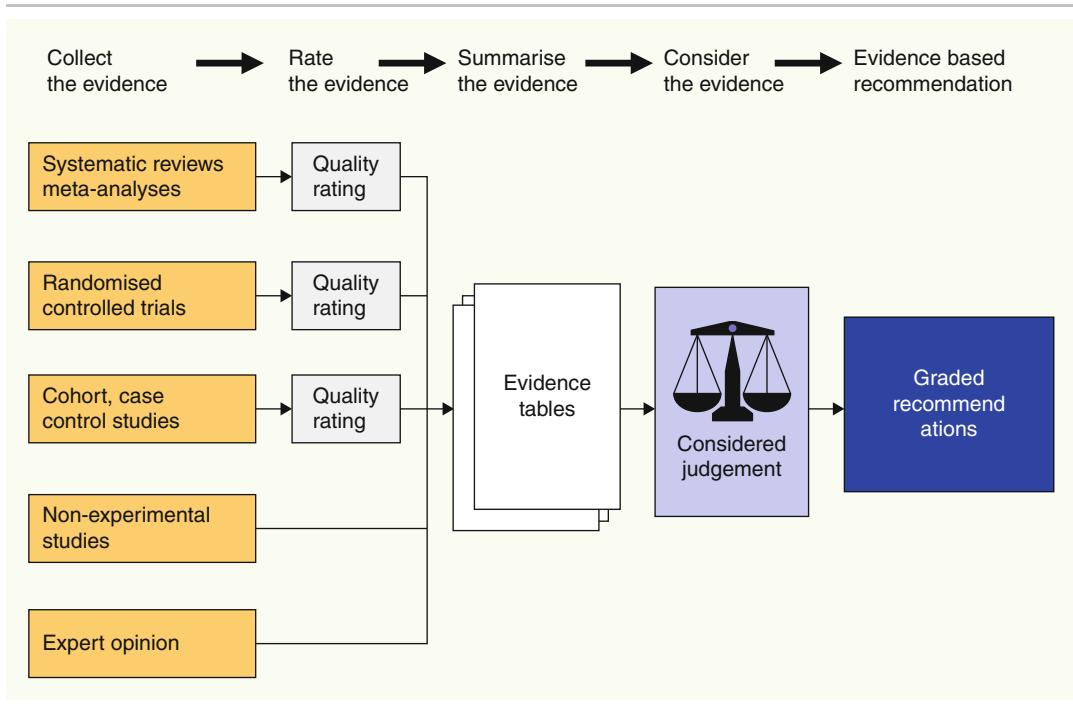 Collect
the evidence
Rate
the evidence
Summarise
the evidence
Consider
the evidence
Evidence based
recommendation
Systematic reviews
meta-analyses
Quality
rating
Randomised
controlled trials
Quality
rating
Cohort, case
control studies
Quality
rating
Non-experimental
studies
Expert opinion
Evidence
tables
Considered
judgement
Graded
recommend
ations